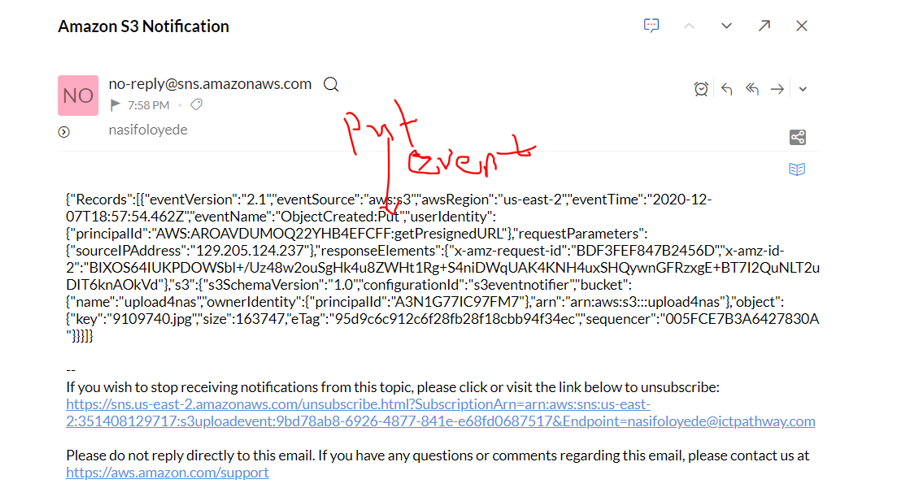 Amazon S3 Notification
NO
no-reply@sns.amazonaws.com
7:58 PM
nasifoloyede
Put
event
{"Records":[{"eventVersion":"2.1","eventSource":"aws:s3","awsRegion":"us-east-2","eventTime":"2020-12-
07T18:57:54.462Z","eventName":"ObjectCreated:Put","userIdentity":
{"principalId":"AWS:AROAVDUMOQ22YHB4EFCFF:getPresignedURL"},"requestParameters":
{"sourceIPAddress":"129.205.124.237"},"responseElements":{"x-amz-request-id":"BDF3FEF847B2456D","x-amz-id-
2":"BIXOS64IUKPDOWSbI+/Uz48w2ouSgHk4u8ZWHt1Rg+S4niDWqUAK4KNH4uxSHQywnGFRzxgE+BT7I2QuNLT2u
DIT6knAOkVd"},"s3":{"s3SchemaVersion":"1.0","configurationId":"s3eventnotifier","bucket":
{"name":"upload4nas","ownerIdentity":{"principalId":"A3N1G77IC97FM7"},"arn":"arn:aws:s3:::upload4nas"},"object":
{"key":"9109740.jpg","size":163747,"eTag":"95d9c6c912c6f28fb28f18cbb94f34ec","sequencer":"005FCE7B3A6427830A
"}}}]}
--
If you wish to stop receiving notifications from this topic, please click or visit the link below to unsubscribe:
https://sns.us-east-2.amazonaws.com/unsubscribe.html?SubscriptionArn=arn:aws:sns:us-east-
2:351408129717:s3uploadevent:9bd78ab8-6926-4877-841e-e68fd0687517&Endpoint=nasifoloyede@ictpathway.com
Please do not reply directly to this email. If you have any questions or comments regarding this email, please contact us at
https://aws.amazon.com/support